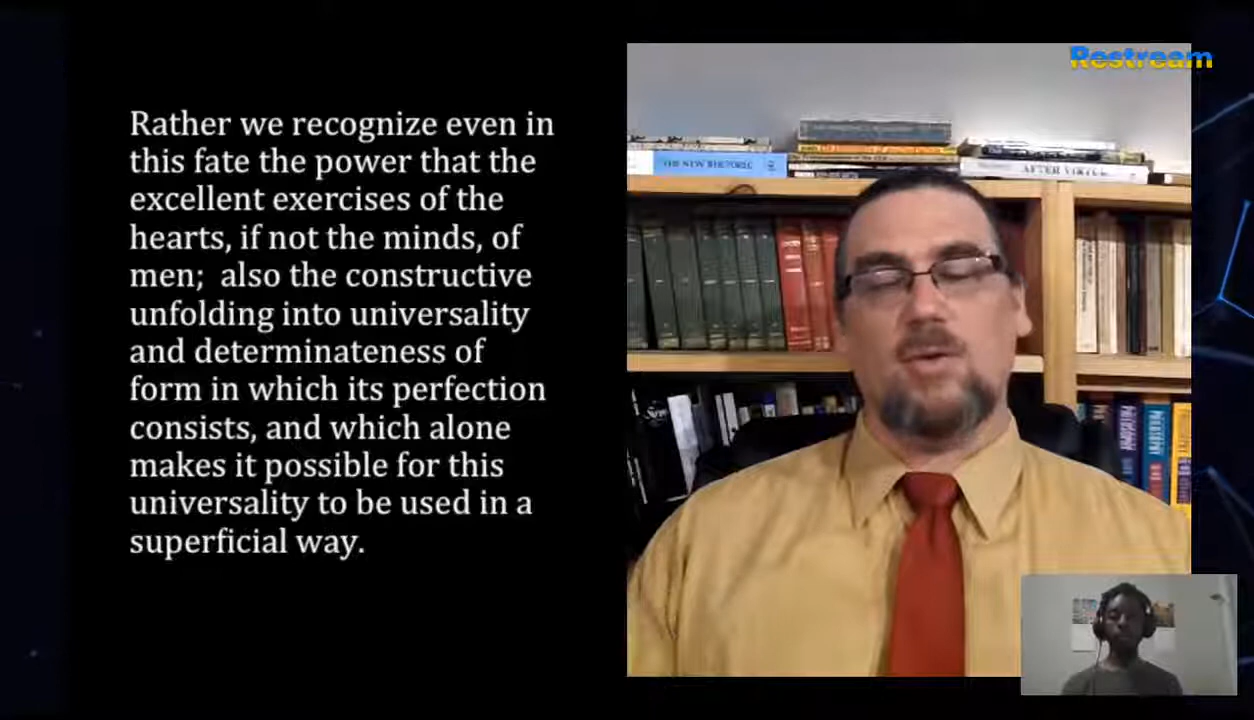 Rather we recognize even in
this fate the power that the
excellent exercises of the
hearts, if not the minds, of
men;  also the constructive
unfolding into universality
and determinateness of
form in which its perfection
consists, and which alone
makes it possible for this
universality to be used in a
superficial way.
Restream
THE NEW RHETORIC
AFTER VIRTUE
PHILOSOPHY